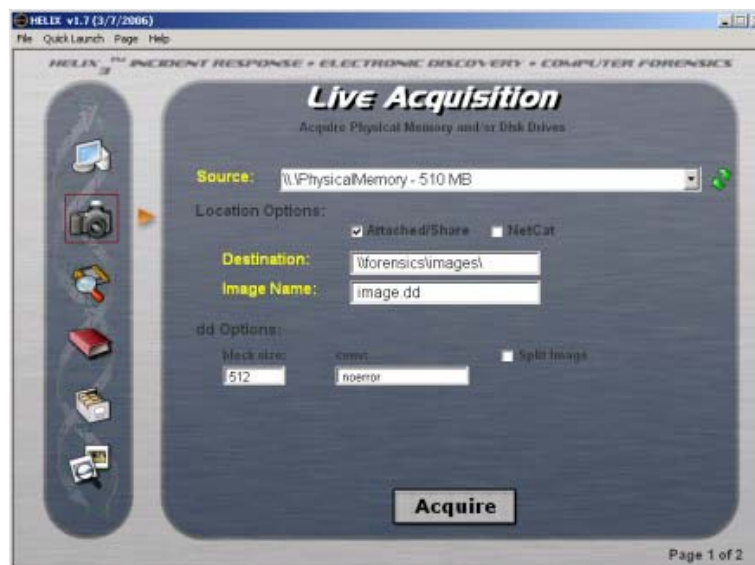 HELIX v1.7 (3/7/2006)
File Quick Launch Page Help
HELIX3™ INCIDENT RESPONSE • ELECTRONIC DISCOVERY • COMPUTER FORENSICS
Live Acquisition
Acquire Physical Memory and/or Disk Drives
Source: \\.\PhysicalMemory - 510 MB
Location Options:
Attached/Share NetCat
Destination: \\forensics\images\
Image Name: image.dd
dd Options:
block size: conv: Split Image
512 noerror
Acquire
Page 1 of 2